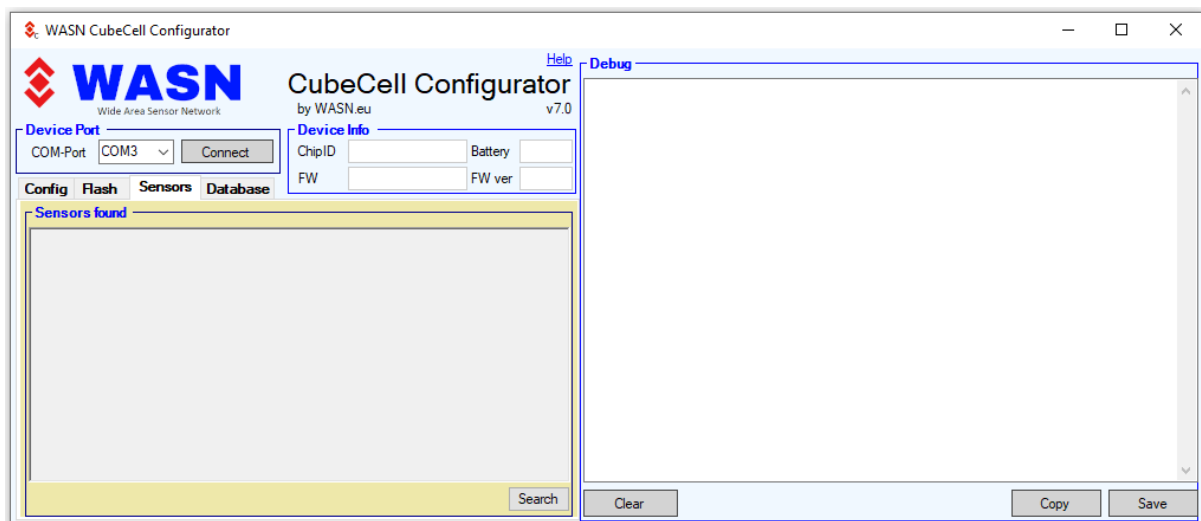 WASN CubeCell Configurator
Help
WASN
Wide Area Sensor Network
CubeCell Configurator
by WASN.eu v7.0
Device Port
COM-Port COM3 Connect
Device Info
ChipID Battery
FW FW ver
Config Flash Sensors Database
Sensors found
Search
Debug
Clear Copy Save